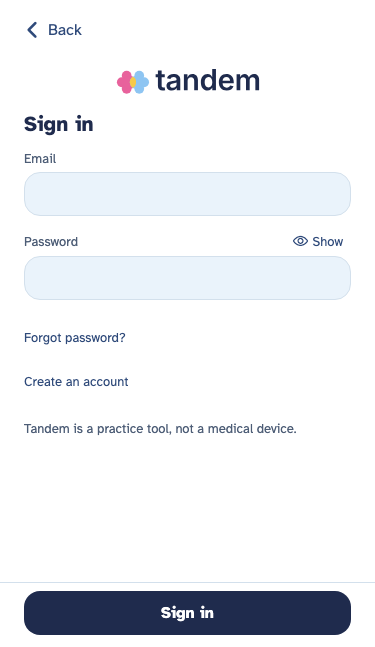 Back
tandem
Sign in
Email
Password
Show
Forgot password?
Create an account
Tandem is a practice tool, not a medical device.
Sign in